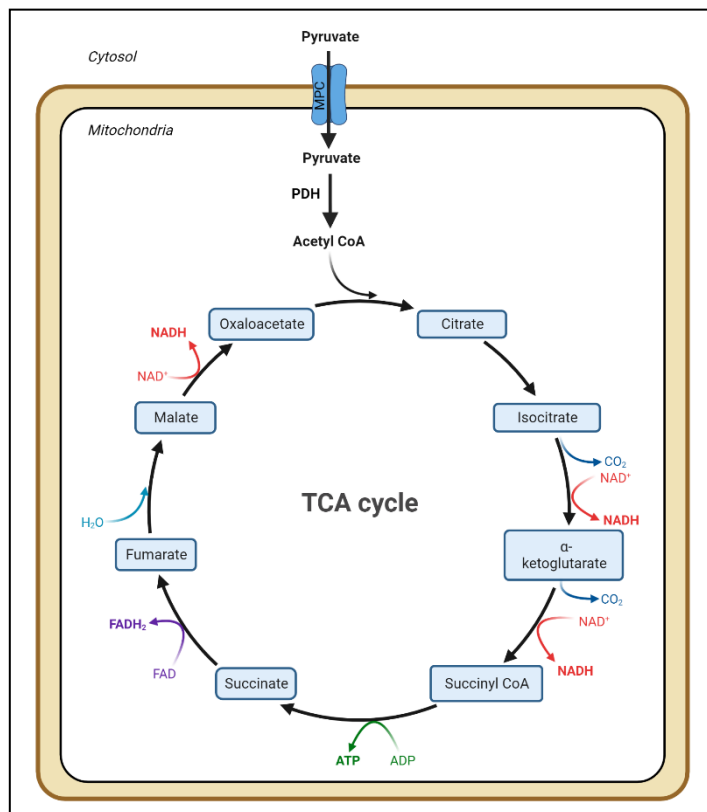 Pyruvate
Cytosol
MPC
Mitochondria
Pyruvate
PDH
Acetyl CoA
Oxaloacetate
Citrate
NADH
NAD⁺
Malate
Isocitrate
CO₂
NAD⁺
NADH
TCA cycle
H₂O
Fumarate
α-
ketoglutarate
CO₂
FADH₂
NAD⁺
FAD
NADH
Succinate
Succinyl CoA
ATP
ADP